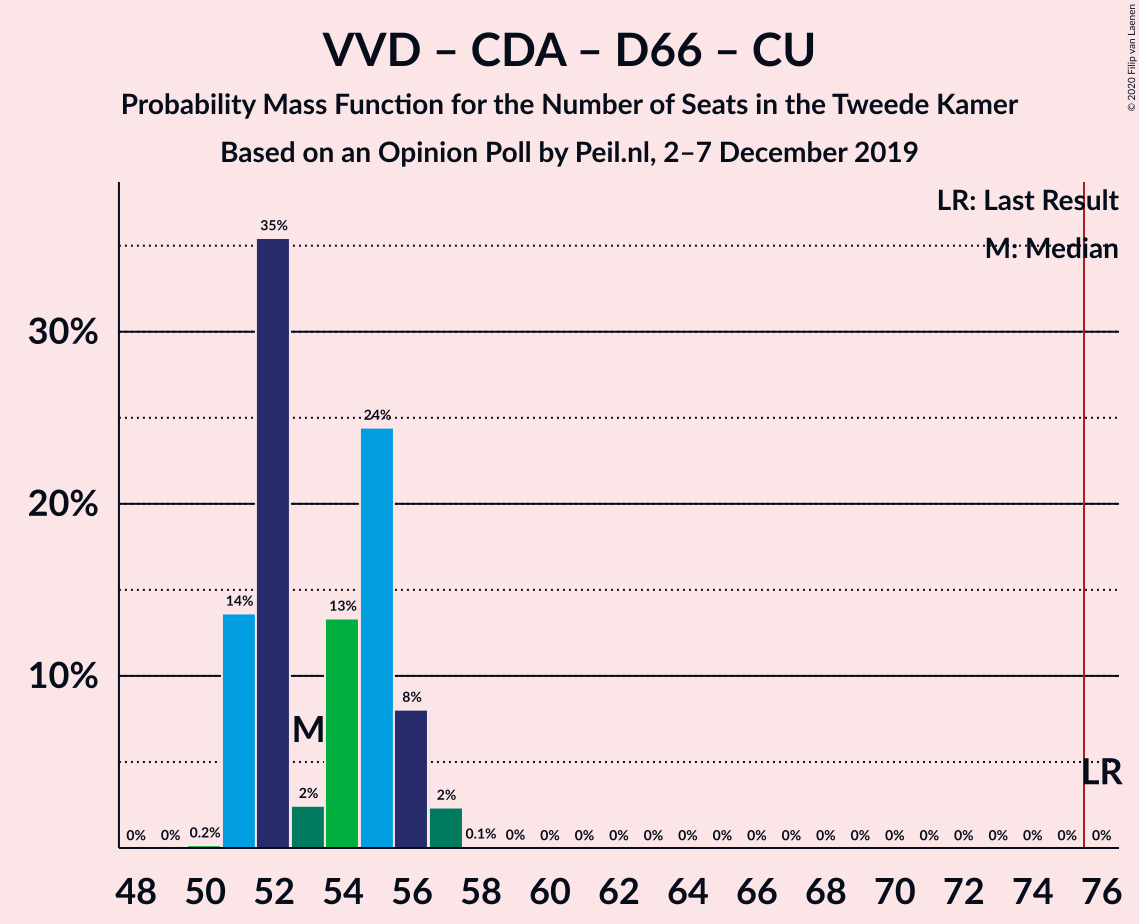 VVD – CDA – D66 – CU
Probability Mass Function for the Number of Seats in the Tweede Kamer
Based on an Opinion Poll by Peil.nl, 2–7 December 2019
© 2020 Filip van Laenen
LR: Last Result
M: Median
30%
20%
10%
0% 0% 0.2% 14% 35% 2% 13% 24% 8% 2% 0.1% 0% 0% 0% 0% 0% 0% 0% 0% 0% 0% 0% 0% 0% 0% 0% 0% 0% 0%
M
LR
48 50 52 54 56 58 60 62 64 66 68 70 72 74 76